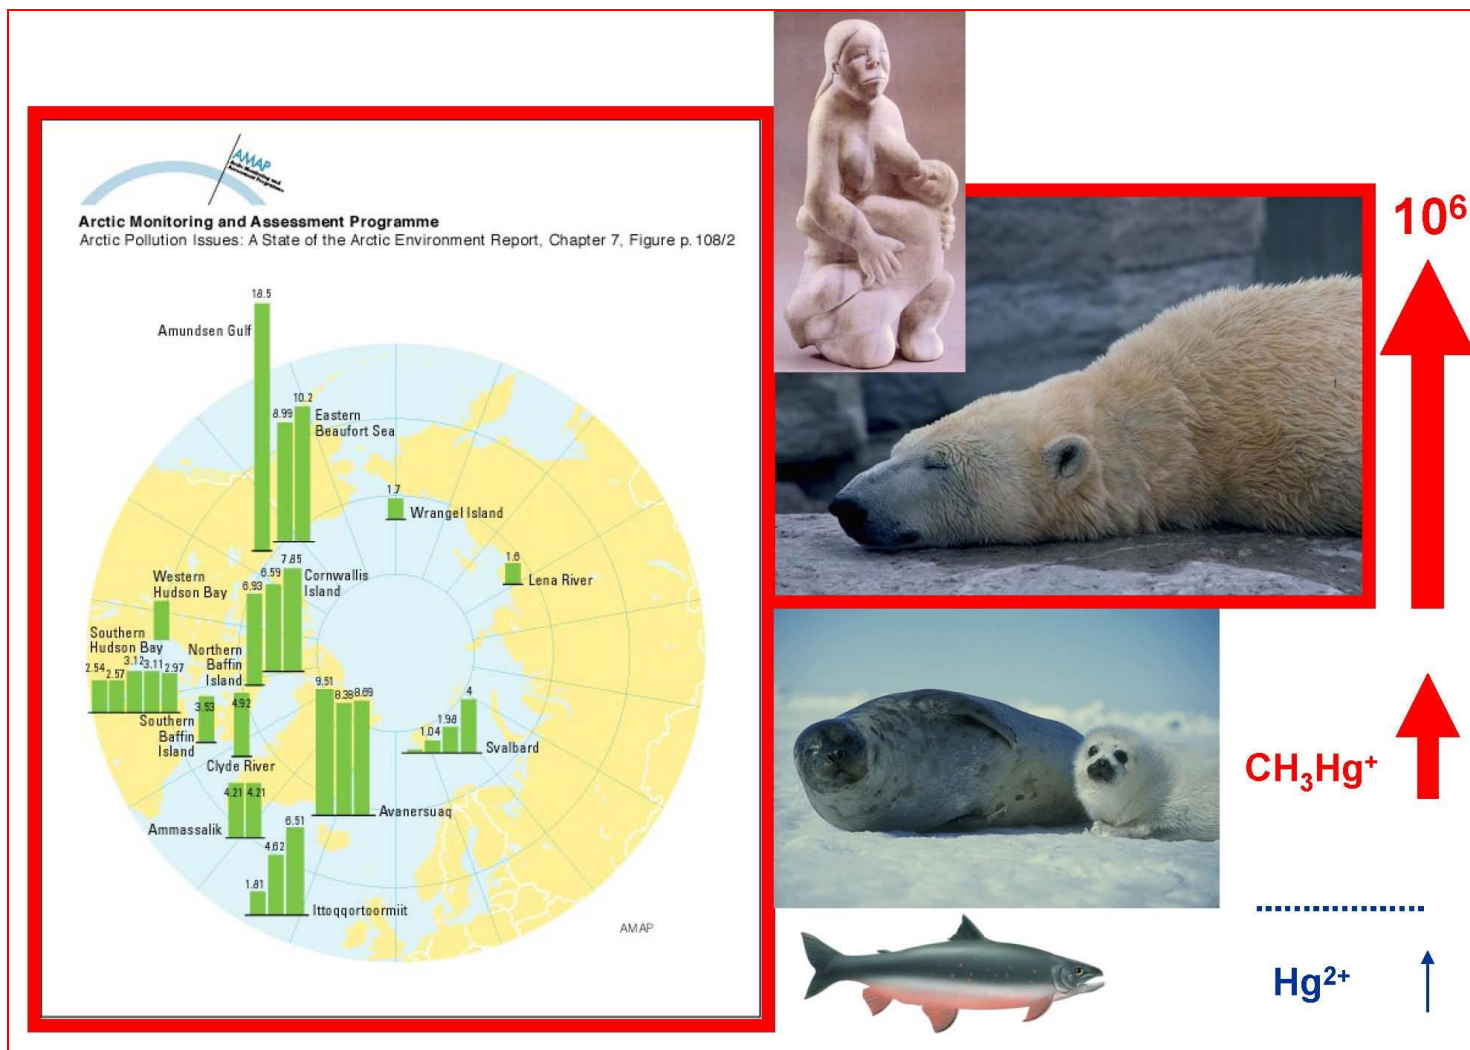 AMAP
Arctic Monitoring and
Assessment Programme
Arctic Monitoring and Assessment Programme
Arctic Pollution Issues: A State of the Arctic Environment Report, Chapter 7, Figure p. 108/2
18.5
Amundsen Gulf
8.99
10.2
Eastern
Beaufort Sea
1.7
Wrangel Island
1.6
Lena River
Western
Hudson Bay
6.93
6.59
7.85
Cornwallis
Island
Southern
Hudson Bay
2.54
2.57
3.12
3.11
2.97
Northern
Baffin
Island
3.53
Southern
Baffin
Island
4.92
Clyde River
9.51
8.38
8.69
Avanersuaq
1.04
1.98
4
Svalbard
4.21
4.21
Ammassalik
1.81
4.62
6.51
Ittoqqortoormiit
AMAP
10⁶
CH₃Hg⁺
Hg²⁺